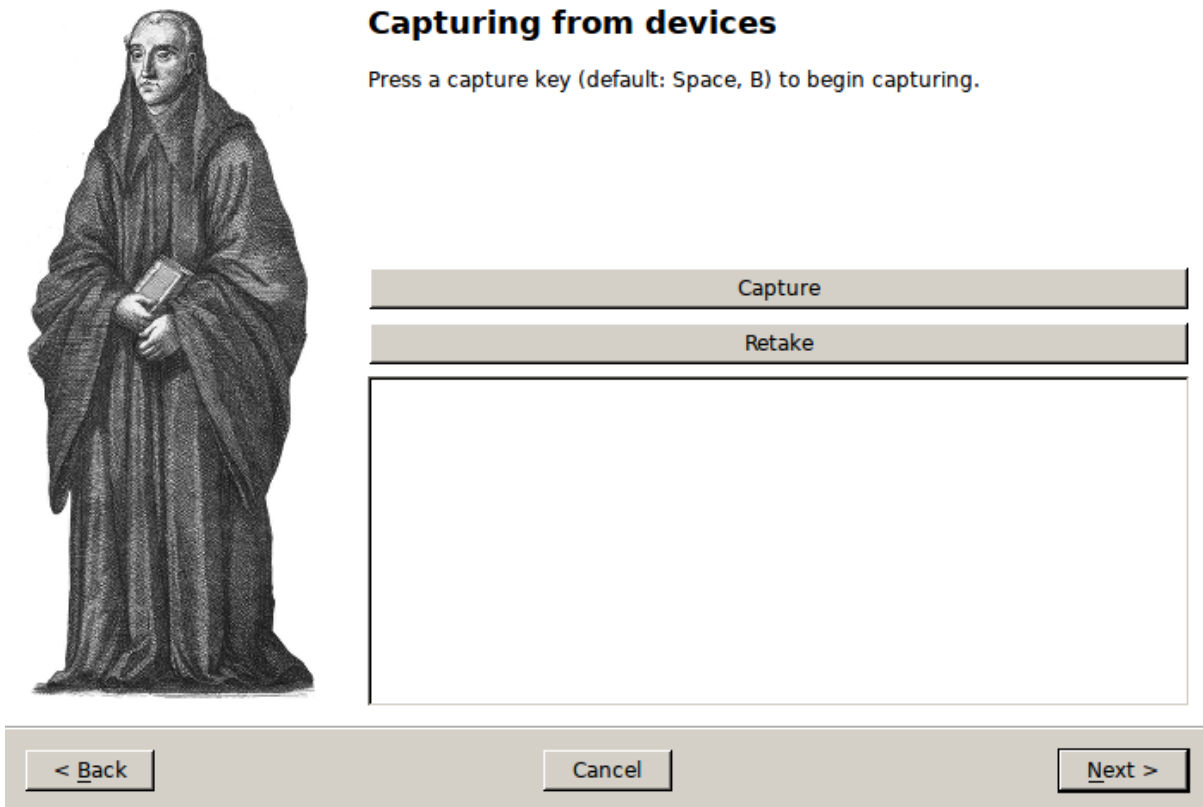 Capturing from devices
Press a capture key (default: Space, B) to begin capturing.
Capture
Retake
< Back
Cancel
Next >